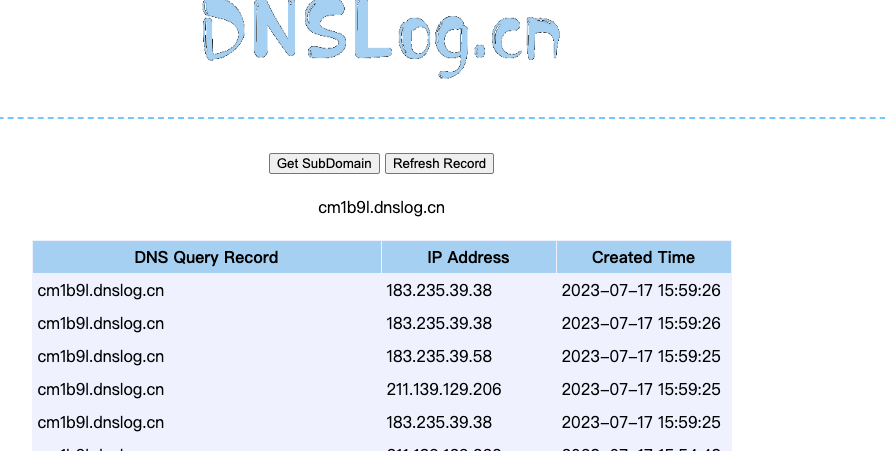 DNSLog.cn
Get SubDomain Refresh Record
cm1b9l.dnslog.cn
DNS Query Record IP Address Created Time
cm1b9l.dnslog.cn 183.235.39.38 2023-07-17 15:59:26
cm1b9l.dnslog.cn 183.235.39.38 2023-07-17 15:59:26
cm1b9l.dnslog.cn 183.235.39.58 2023-07-17 15:59:25
cm1b9l.dnslog.cn 211.139.129.206 2023-07-17 15:59:25
cm1b9l.dnslog.cn 183.235.39.38 2023-07-17 15:59:25